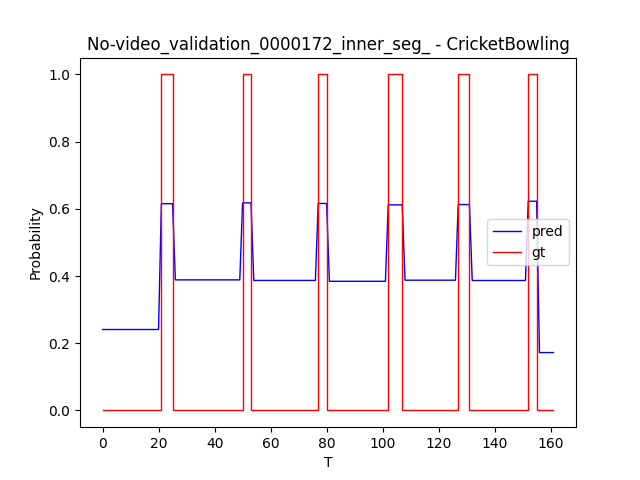 No-video_validation_0000172_inner_seg_ - CricketBowling
1.0
0.8
0.6
0.4
0.2
0.0
Probability
pred
gt
0 20 40 60 80 100 120 140 160
T